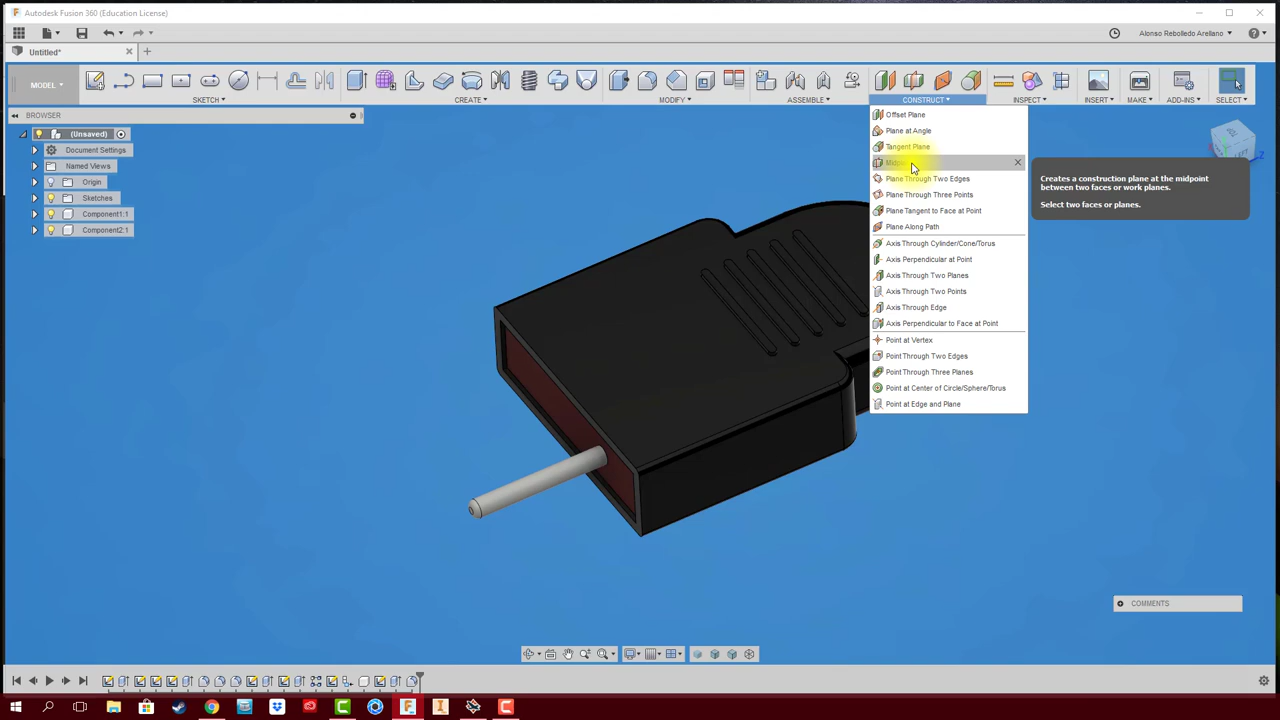 Autodesk Fusion 360 (Education License)
Alonso Rebolledo Arellano
Untitled*
MODEL
SKETCH
CREATE
MODIFY
ASSEMBLE
CONSTRUCT
INSPECT
INSERT
MAKE
ADD-INS
SELECT
BROWSER
(Unsaved)
Document Settings
Named Views
Origin
Sketches
Component1:1
Component2:1
Offset Plane
Plane at Angle
Tangent Plane
Plane Through Two Edges
Plane Through Three Points
Plane Tangent to Face at Point
Plane Along Path
Axis Through Cylinder/Cone/Torus
Axis Perpendicular at Point
Axis Through Two Planes
Axis Through Two Points
Axis Through Edge
Axis Perpendicular to Face at Point
Point at Vertex
Point Through Two Edges
Point Through Three Planes
Point at Center of Circle/Sphere/Torus
Point at Edge and Plane
Creates a construction plane at the midpoint
between two faces or work planes.
Select two faces or planes.
LEFT
Z
COMMENTS